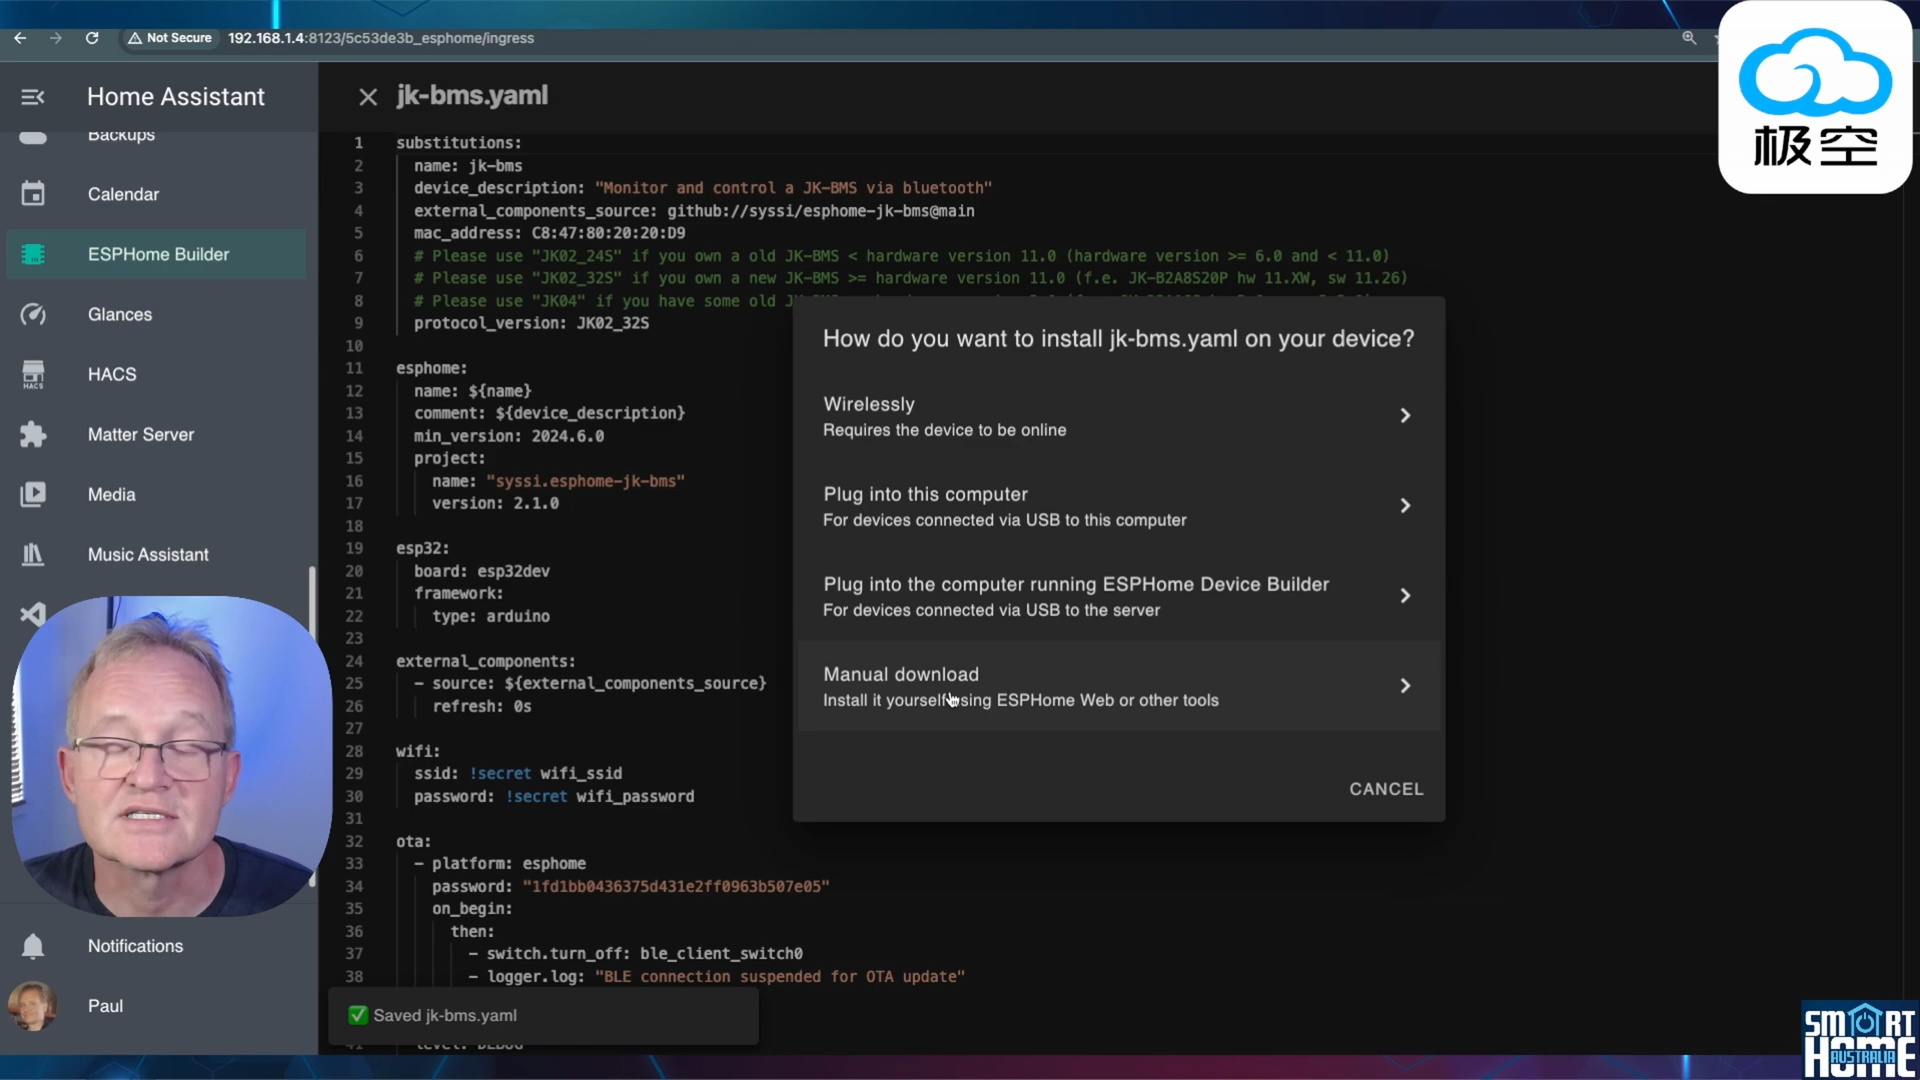 Not Secure
192.168.1.4:8123/5c53de3b_esphome/ingress
极空
Home Assistant
Backups
Calendar
ESPHome Builder
Glances
HACS
HACS
Matter Server
Media
Music Assistant
Notifications
Paul
jk-bms.yaml
1 substitutions:
2 name: jk-bms
3 device_description: "Monitor and control a JK-BMS via bluetooth"
4 external_components_source: github://syssi/esphome-jk-bms@main
5 mac_address: C8:47:80:20:20:D9
6 # Please use "JK02_24S" if you own a old JK-BMS < hardware version 11.0 (hardware version >= 6.0 and < 11.0)
7 # Please use "JK02_32S" if you own a new JK-BMS >= hardware version 11.0 (f.e. JK-B2A8S20P hw 11.XW, sw 11.26)
8 # Please use "JK04" if you have some old
9 protocol_version: JK02_32S
10
11 esphome:
12 name: ${name}
13 comment: ${device_description}
14 min_version: 2024.6.0
15 project:
16 name: "syssi.esphome-jk-bms"
17 version: 2.1.0
18
19 esp32:
20 board: esp32dev
21 framework:
22 type: arduino
23
24 external_components:
25 - source: ${external_components_source}
26 refresh: 0s
27
28 wifi:
29 ssid: !secret wifi_ssid
30 password: !secret wifi_password
31
32 ota:
33 - platform: esphome
34 password: "1fd1bb0436375d431e2ff0963b507e05"
35 on_begin:
36 then:
37 - switch.turn_off: ble_client_switch0
38 - logger.log: "BLE connection suspended for OTA update"
41 level: DEBUG
How do you want to install jk-bms.yaml on your device?
Wirelessly
Requires the device to be online
Plug into this computer
For devices connected via USB to this computer
Plug into the computer running ESPHome Device Builder
For devices connected via USB to the server
Manual download
Install it yourself using ESPHome Web or other tools
CANCEL
Saved jk-bms.yaml
SMART
HOME
AUSTRALIA